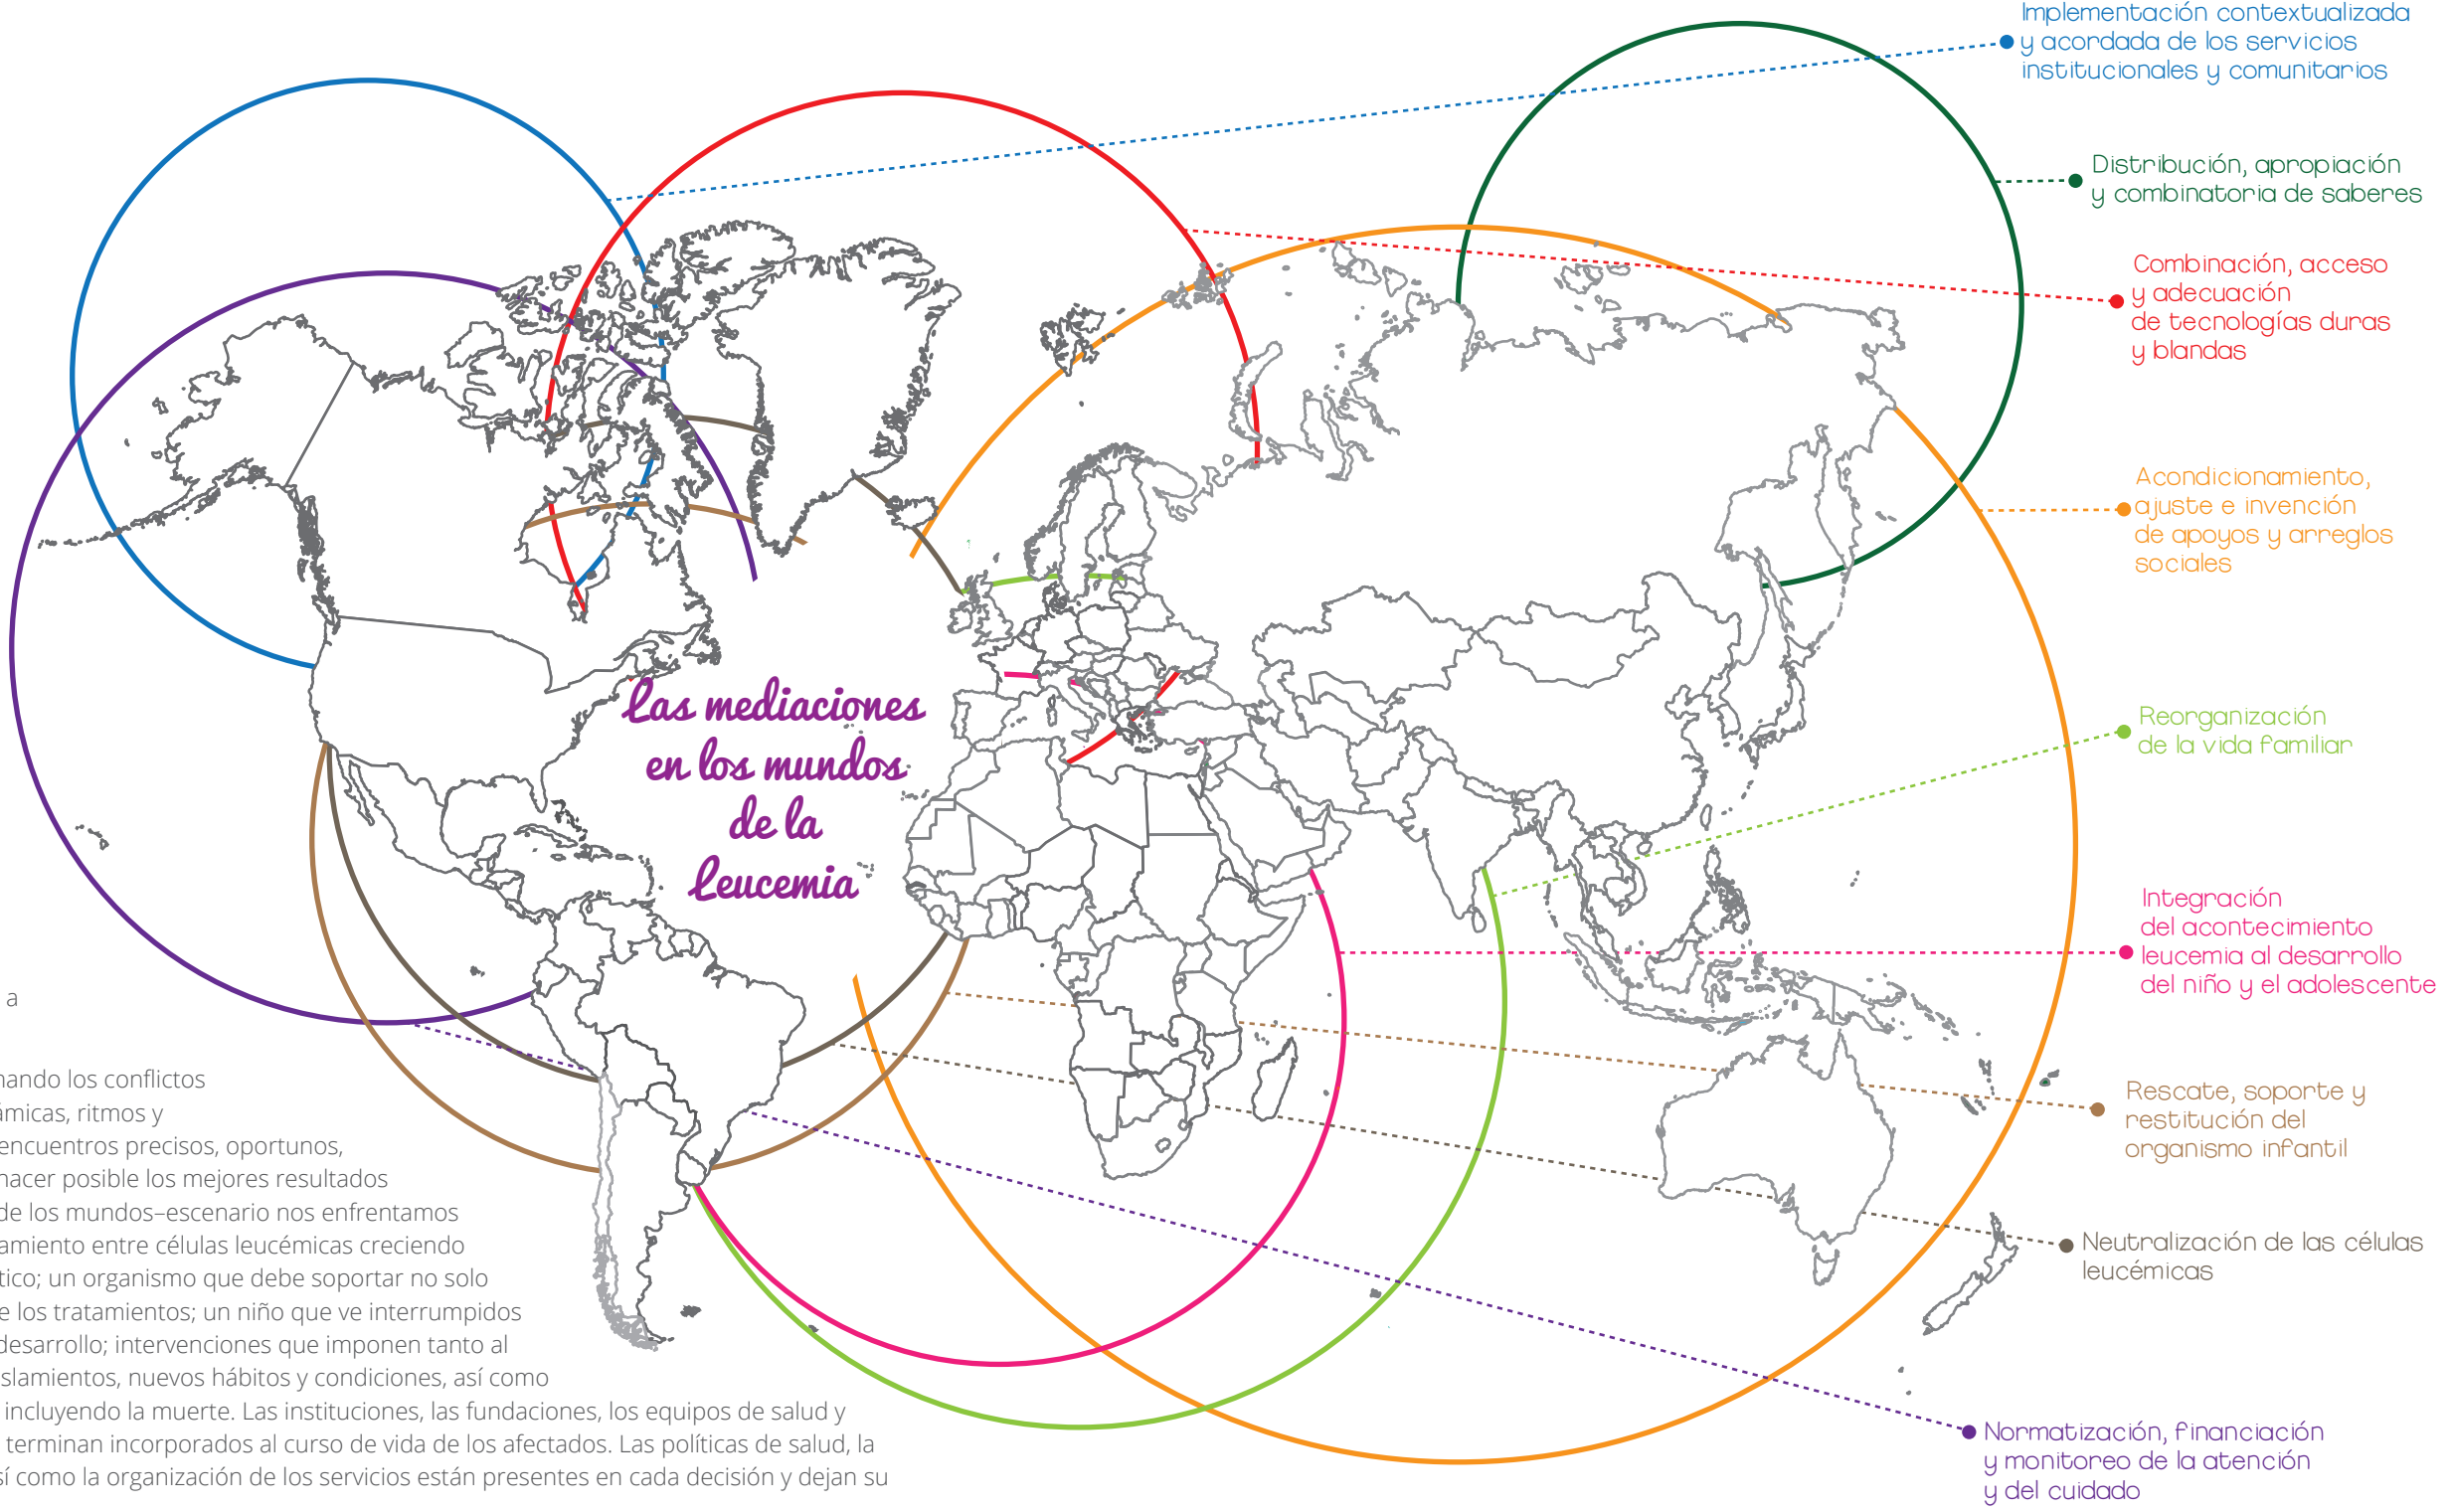 Implementación contextualizada
y acordada de los servicios
institucionales y comunitarios
Distribución, apropiación
y combinatoria de saberes
Combinación, acceso
y adecuación
de tecnologías duras
y blandas
Acondicionamiento,
ajuste e invención
de apoyos y arreglos
sociales
Reorganización
de la vida familiar
Integración
del acontecimiento
leucemia al desarrollo
del niño y el adolescente
Rescate, soporte y
restitución del
organismo infantil
Neutralización de las células
leucémicas
Normatización, financiación
y monitoreo de la atención
y del cuidado
Las mediaciones
en los mundos
de la
Leucemia
a
nando los conflictos
ámicas, ritmos y
encuentros precisos, oportunos,
hacer posible los mejores resultados
de los mundos–escenario nos enfrentamos
amiento entre células leucémicas creciendo
tico; un organismo que debe soportar no solo
e los tratamientos; un niño que ve interrumpidos
desarrollo; intervenciones que imponen tanto al
slamientos, nuevos hábitos y condiciones, así como
incluyendo la muerte. Las instituciones, las fundaciones, los equipos de salud y
terminan incorporados al curso de vida de los afectados. Las políticas de salud, la
sí como la organización de los servicios están presentes en cada decisión y dejan su